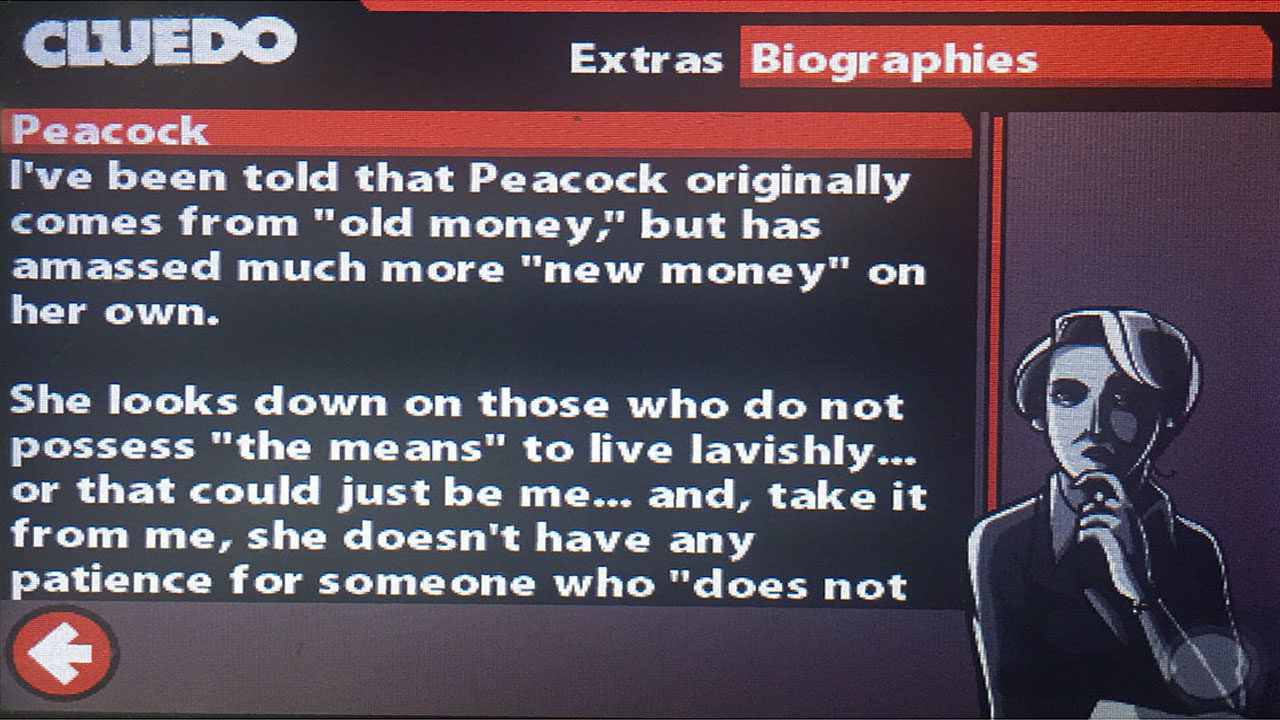 CLUEDO
Extras Biographies
Peacock
I've been told that Peacock originally
comes from "old money," but has
amassed much more "new money" on
her own.
She looks down on those who do not
possess "the means" to live lavishly...
or that could just be me... and, take it
from me, she doesn't have any
patience for someone who "does not